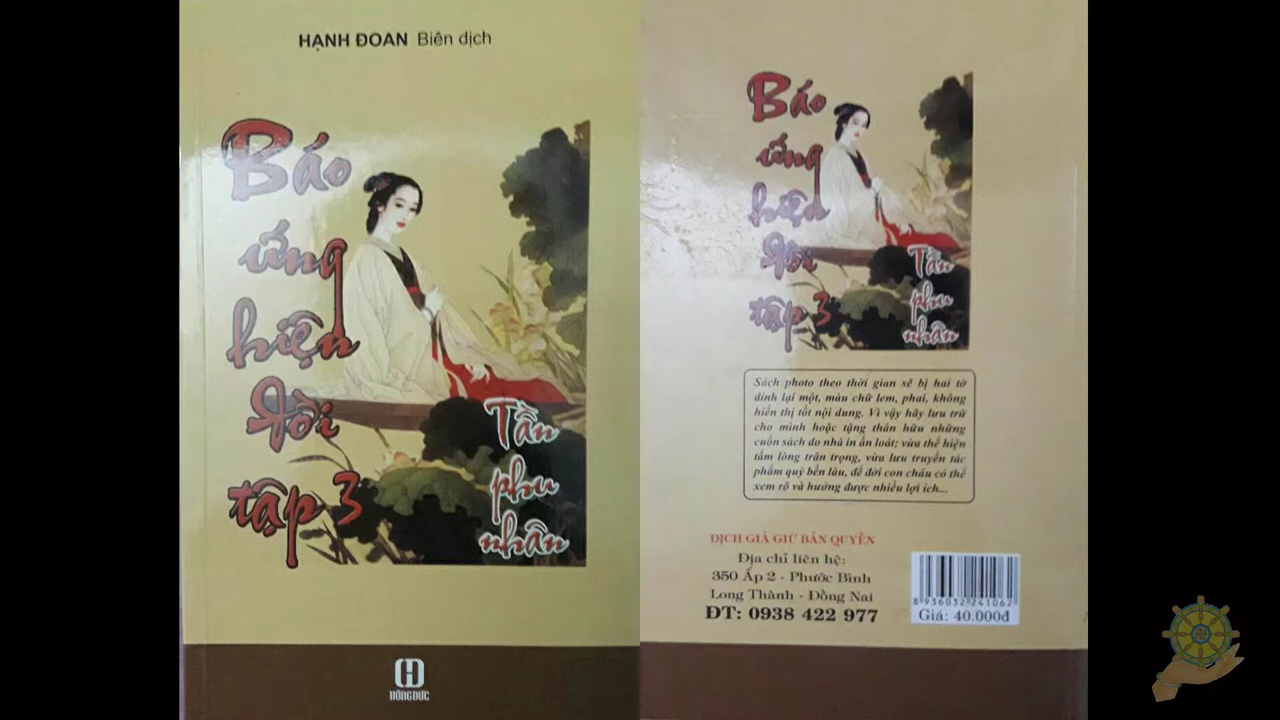 HẠNH ĐOAN Biên dịch
Báo
ứng
hiện
đời
tập 3
Tần
phu
nhân
HỒNG ĐỨC
Báo
ứng
hiện
đời
tập 3
Tần
phu
nhân
Sách photo theo thời gian sẽ bị hai tờ
dính lại một, màu chữ lem, phai, không
hiển thị tốt nội dung. Vì vậy hãy lưu trữ
cho mình hoặc tặng thân hữu những
cuốn sách do nhà in ấn loát; vừa thể hiện
tấm lòng trân trọng, vừa lưu truyền tác
phẩm quý bền lâu, để đời con cháu có thể
xem rõ và hưởng được nhiều lợi ích...
DỊCH GIẢ GIỮ BẢN QUYỀN
Địa chỉ liên hệ:
350 Ấp 2 - Phước Bình
Long Thành - Đồng Nai
ĐT: 0938 422 977
8 936032 241062
Giá: 40.000đ